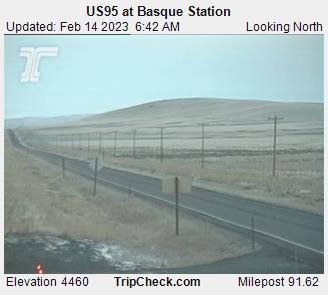 US95 at Basque Station
Updated: Feb 14 2023 6:42 AM Looking North
Elevation 4460 TripCheck.com Milepost 91.62